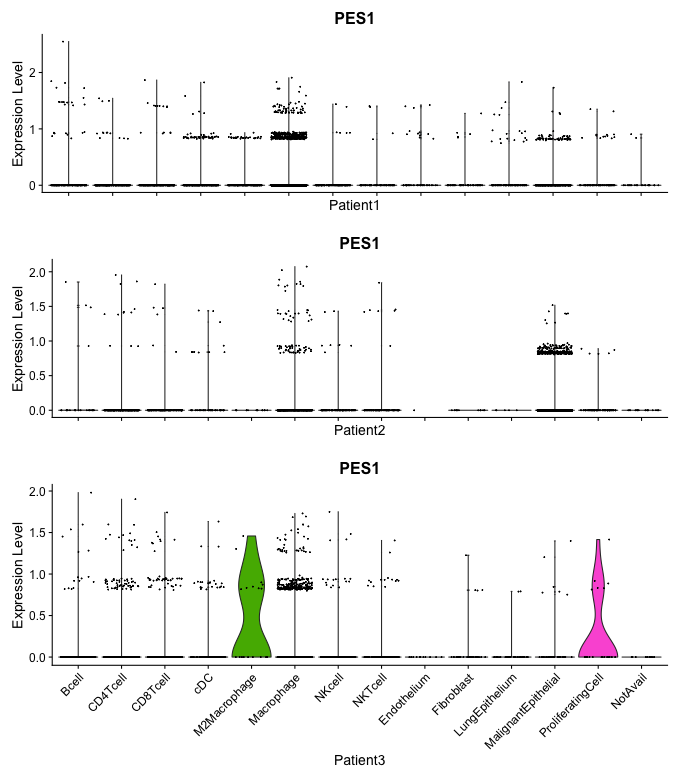 PES1
Expression Level
2
1
0
Patient1
PES1
Expression Level
2.0
1.5
1.0
0.5
0.0
Patient2
PES1
Expression Level
2.0
1.5
1.0
0.5
0.0
Bcell
CD4Tcell
CD8Tcell
cDC
M2Macrophage
Macrophage
NKcell
NKTcell
Endothelium
Fibroblast
LungEpithelium
MalignantEpithelial
ProliferatingCell
NotAvail
Patient3